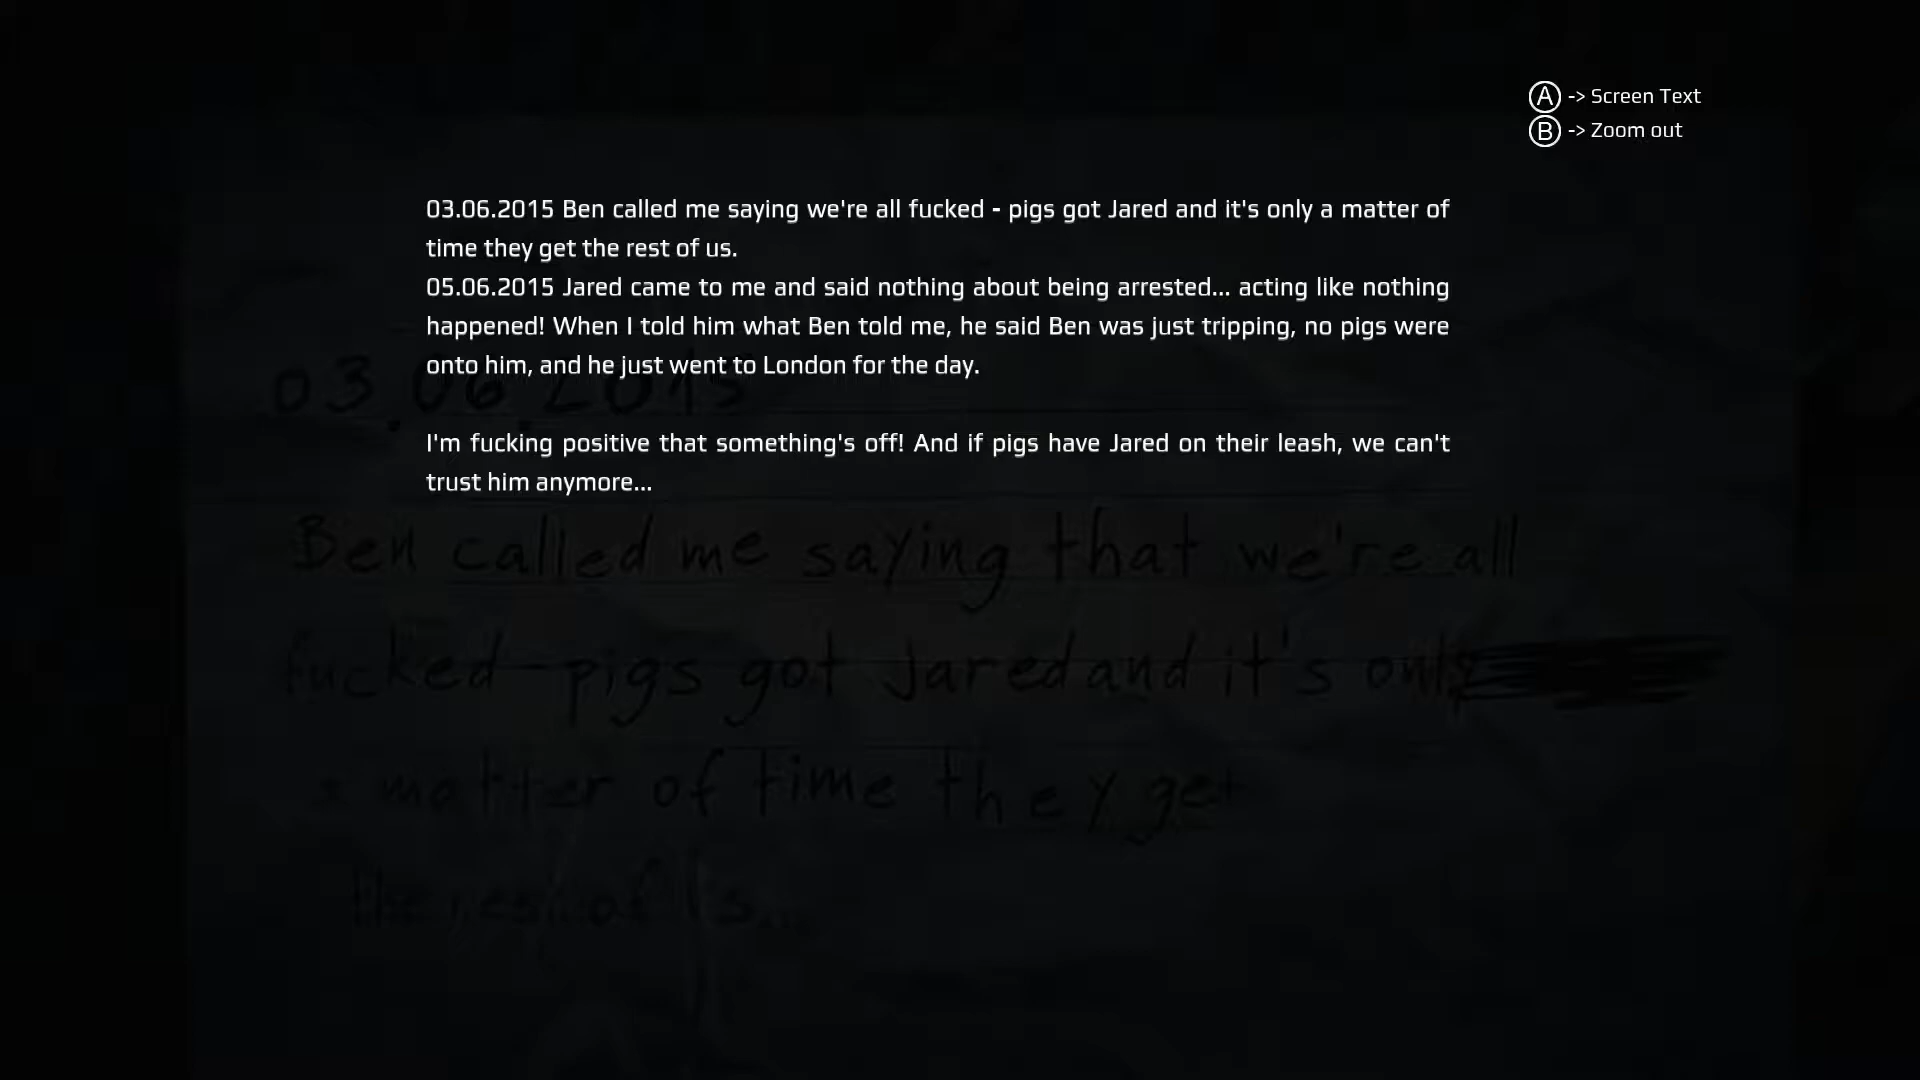 A -> Screen Text
B -> Zoom out
03.06.2015 Ben called me saying we're all fucked - pigs got Jared and it's only a matter of
time they get the rest of us.
05.06.2015 Jared came to me and said nothing about being arrested... acting like nothing
happened! When I told him what Ben told me, he said Ben was just tripping, no pigs were
onto him, and he just went to London for the day.
I'm fucking positive that something's off! And if pigs have Jared on their leash, we can't
trust him anymore...
03.06.2015
Ben called me saying that we're all
fucked - pigs got Jared and it's only
a matter of time they get
the rest of us...